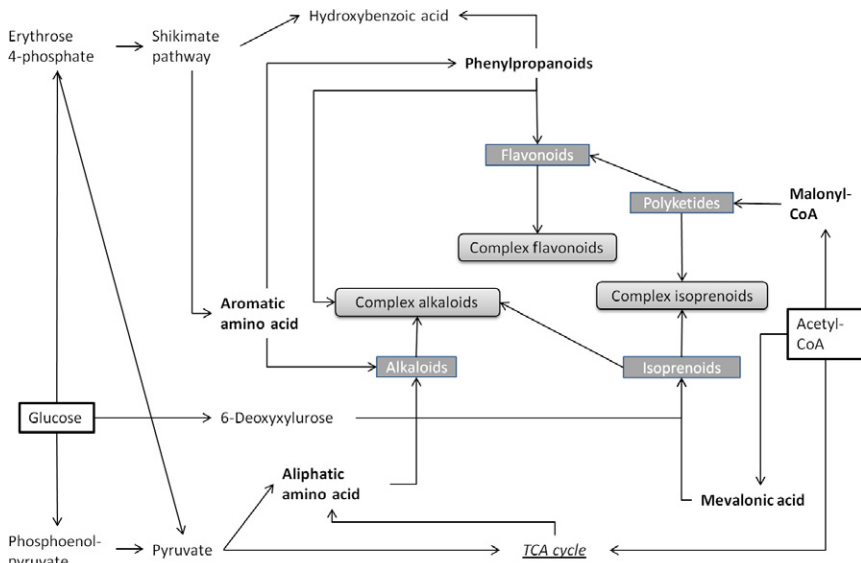 Hydroxybenzoic acid
Erythrose
4-phosphate
Shikimate
pathway
Phenylpropanoids
Flavonoids
Polyketides
Malonyl-
CoA
Complex flavonoids
Aromatic
amino acid
Complex alkaloids
Complex isoprenoids
Acetyl-
CoA
Alkaloids
Isoprenoids
Glucose
6-Deoxyxylurose
Aliphatic
amino acid
Mevalonic acid
Phosphoenol-
pyruvate
Pyruvate
TCA cycle